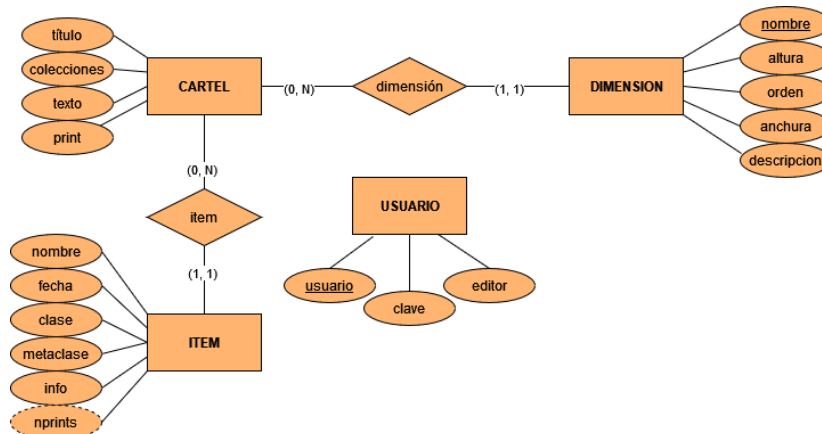 título
colecciones
texto
print
CARTEL
(0, N)
dimensión
(1, 1)
DIMENSION
nombre
altura
orden
anchura
descripcion
(0, N)
item
(1, 1)
USUARIO
usuario
clave
editor
nombre
fecha
clase
metaclase
info
nprints
ITEM